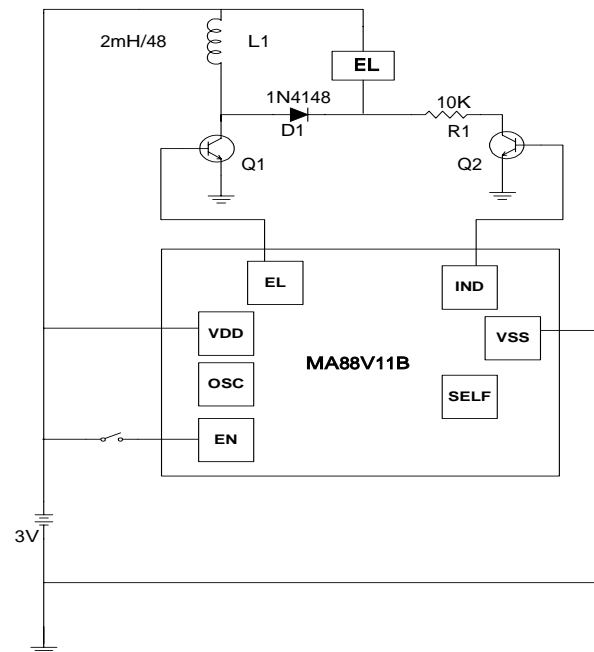 2mH/48
L1
EL
1N4148
10K
D1
R1
Q1
Q2
EL
IND
VDD
VSS
MA88V11B
OSC
SELF
EN
3V